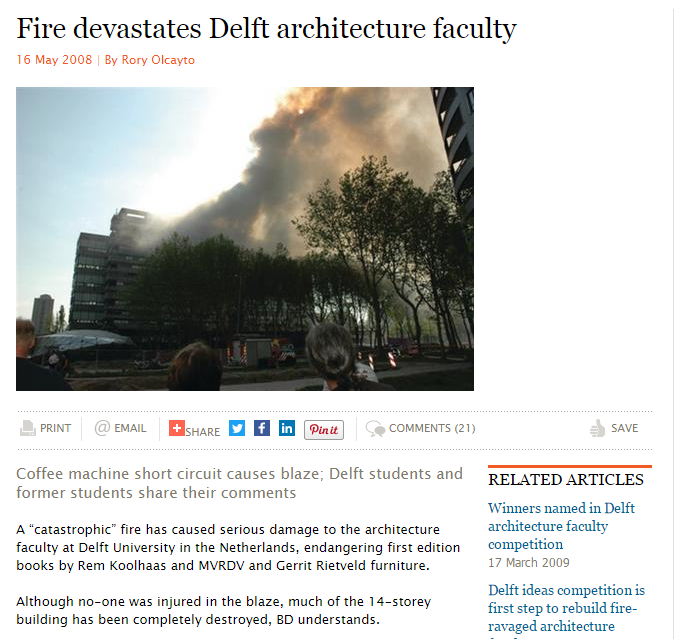 Fire devastates Delft architecture faculty
16 May 2008 | By Rory Olcayto
PRINT
EMAIL
SHARE
Pin it
COMMENTS (21)
SAVE
Coffee machine short circuit causes blaze; Delft students and
former students share their comments
A “catastrophic” fire has caused serious damage to the architecture
faculty at Delft University in the Netherlands, endangering first edition
books by Rem Koolhaas and MVRDV and Gerrit Rietveld furniture.
Although no-one was injured in the blaze, much of the 14-storey
building has been completely destroyed, BD understands.
RELATED ARTICLES
Winners named in Delft
architecture faculty
competition
17 March 2009
Delft ideas competition is
first step to rebuild fire-
ravaged architecture